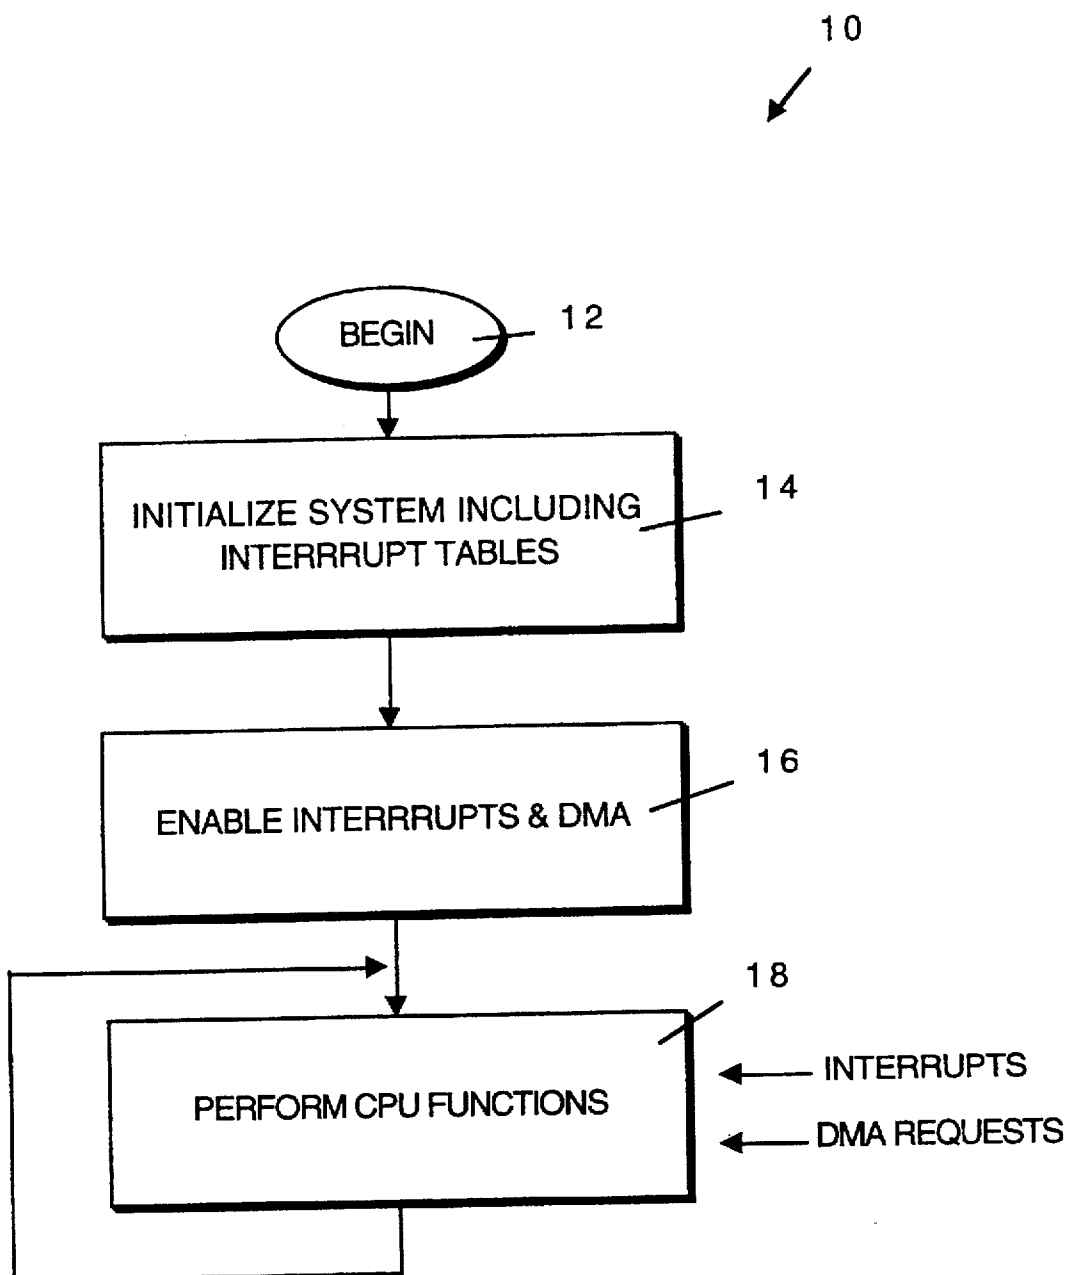 10
BEGIN
12
INITIALIZE SYSTEM INCLUDING
INTERRRUPT TABLES
14
ENABLE INTERRRUPTS & DMA
16
18
PERFORM CPU FUNCTIONS
INTERRUPTS
DMA REQUESTS